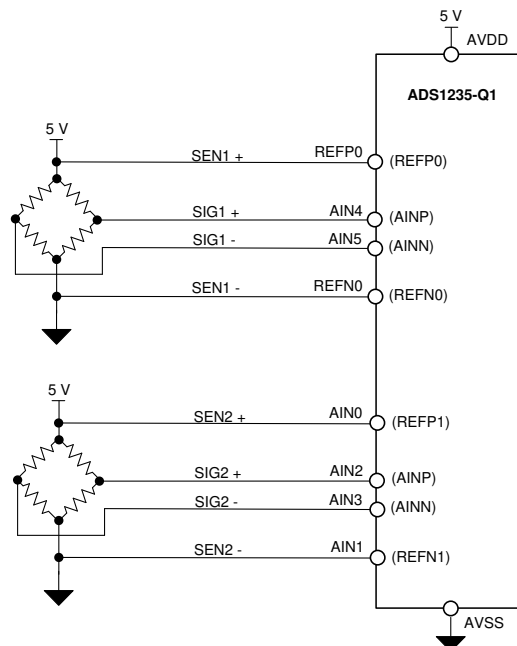 5 V
AVDD
ADS1235-Q1
5 V
SEN1 +
REFP0
(REFP0)
SIG1 +
AIN4
(AINP)
SIG1 -
AIN5
(AINN)
SEN1 -
REFN0
(REFN0)
5 V
SEN2 +
AIN0
(REFP1)
SIG2 +
AIN2
(AINP)
SIG2 -
AIN3
(AINN)
SEN2 -
AIN1
(REFN1)
AVSS